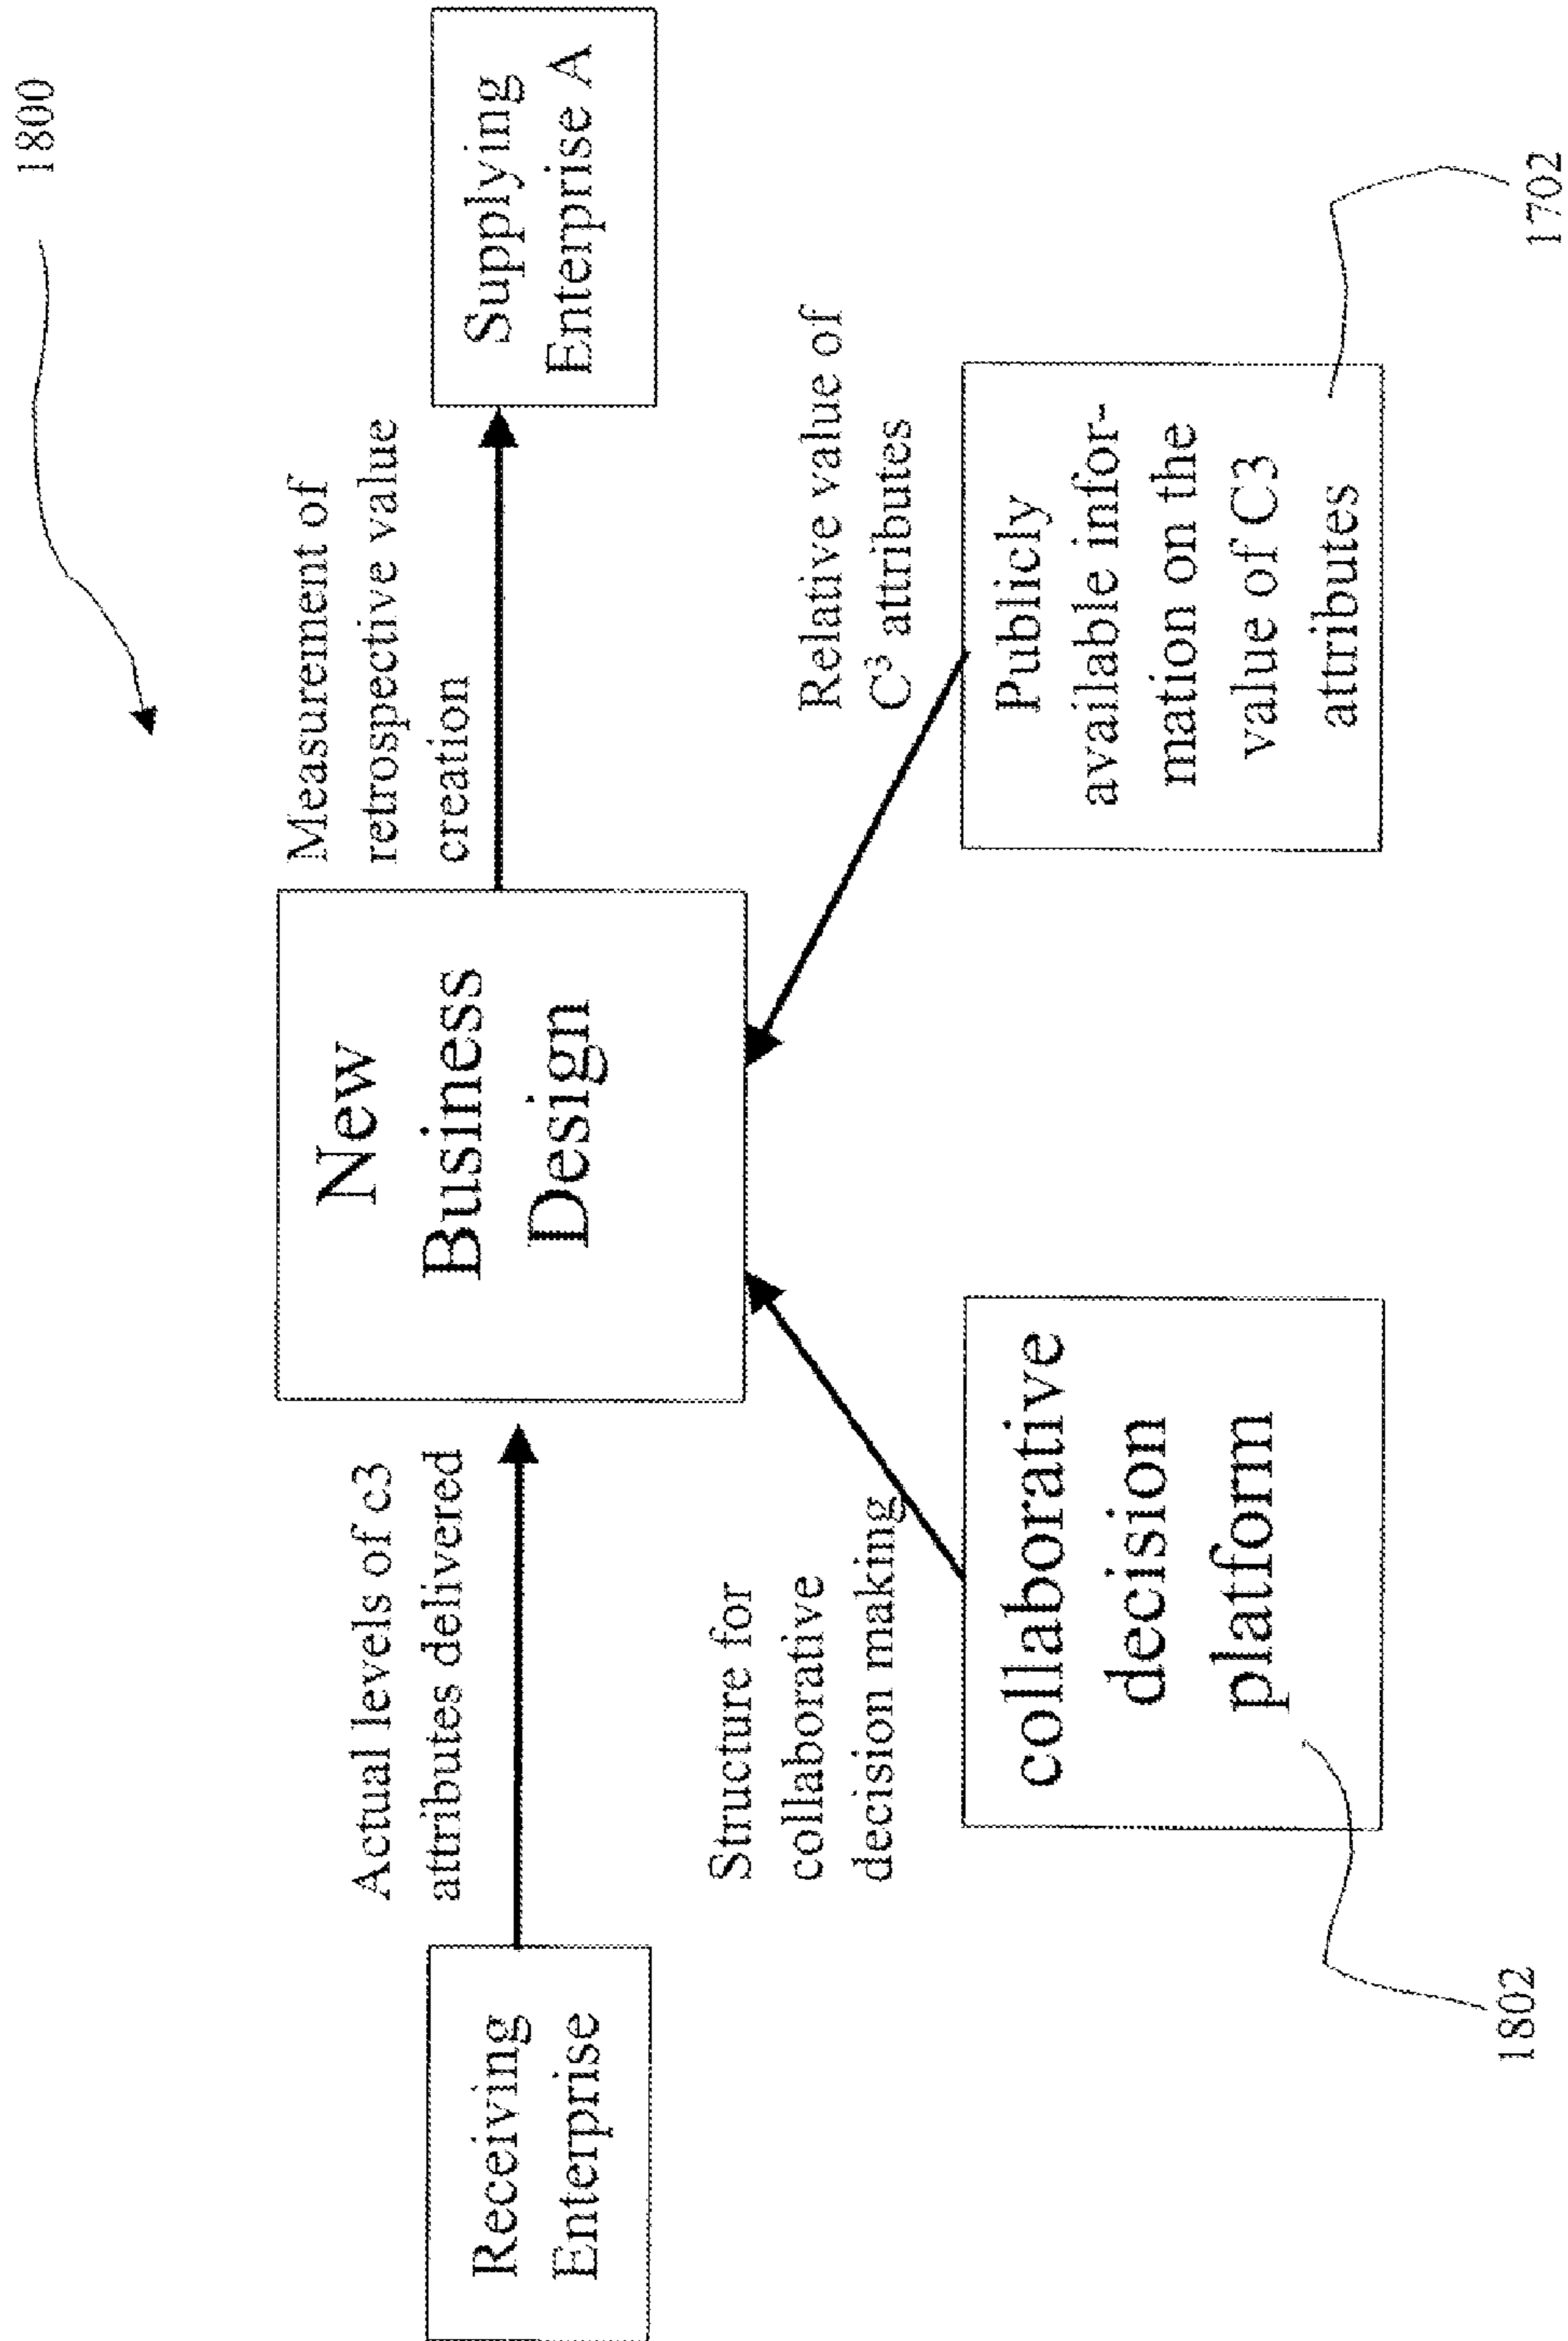 1800
Receiving
Enterprise
Actual levels of c3
attributes delivered
New
Business
Design
Measurement of
retrospective value
creation
Supplying
Enterprise A
Structure for
collaborative
decision making
Relative value of
C³ attributes
collaborative
decision
platform
Publicly
available infor-
mation on the
value of C3
attributes
1802
1702